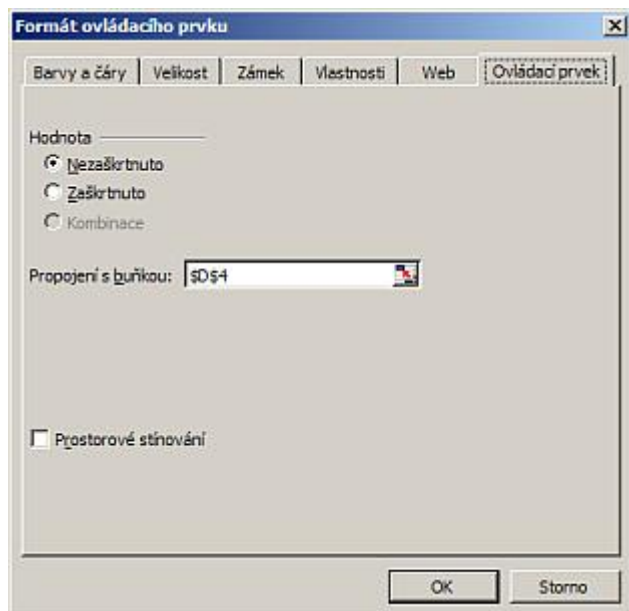 Formát ovládacího prvku
Barvy a čáry Velikost Zámek Vlastnosti Web Ovládací prvek
Hodnota
Nezaškrtnuto
Zaškrtnuto
Kombinace
Propojení s buňkou: $D$4
Prostorové stínování
OK Storno